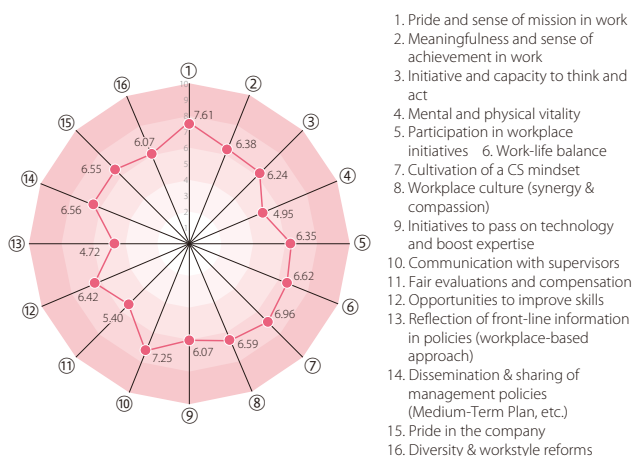 ①
②
③
④
⑤
⑥
⑦
⑧
⑨
⑩
⑪
⑫
⑬
⑭
⑮
⑯
10
8
6
4
2
7.61
6.38
6.24
4.95
6.35
6.62
6.96
6.59
6.07
7.25
5.40
6.42
4.72
6.56
6.55
6.07
1. Pride and sense of mission in work
2. Meaningfulness and sense of
achievement in work
3. Initiative and capacity to think and
act
4. Mental and physical vitality
5. Participation in workplace
initiatives 6. Work-life balance
7. Cultivation of a CS mindset
8. Workplace culture (synergy &
compassion)
9. Initiatives to pass on technology
and boost expertise
10. Communication with supervisors
11. Fair evaluations and compensation
12. Opportunities to improve skills
13. Reflection of front-line information
in policies (workplace-based
approach)
14. Dissemination & sharing of
management policies
(Medium-Term Plan, etc.)
15. Pride in the company
16. Diversity & workstyle reforms